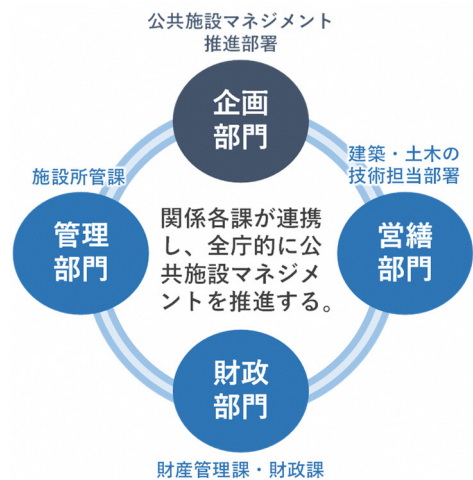 公共施設マネジメント
推進部署
企画
部門
建築・土木の
技術担当部署
施設所管課
管理
部門
関係各課が連携
し、全庁的に公
共施設マネジメ
ントを推進する。
営繕
部門
財政
部門
財産管理課・財政課